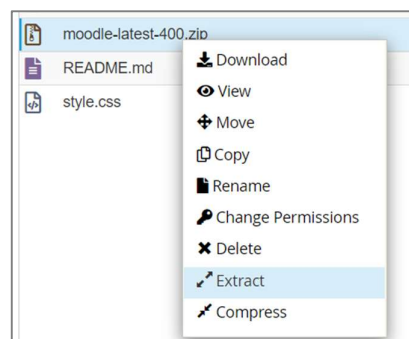 moodle-latest-400.zip
README.md
style.css
Download
View
Move
Copy
Rename
Change Permissions
Delete
Extract
Compress